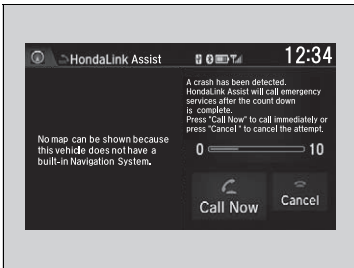 HondaLink Assist
12:34
A crash has been detected.
HondaLink Assist will call emergency
services after the count down
is complete.
Press "Call Now" to call immediately or
press "Cancel " to cancel the attempt.
No map can be shown because
this vehicle does not have a
built-in Navigation System.
0 10
Call Now
Cancel